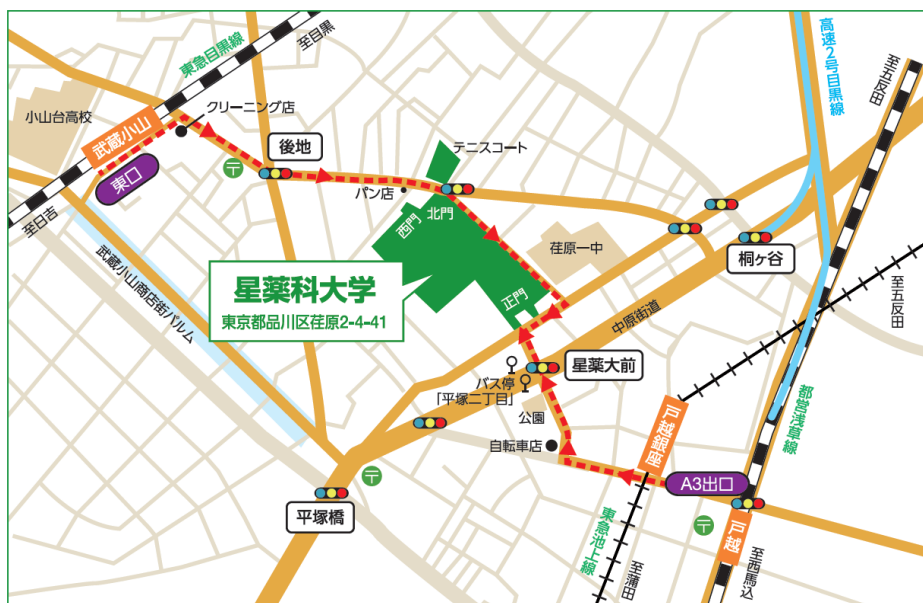 東急目黒線
至目黒
高速2号目黒線
至五反田
小山台高校
クリーニング店
武蔵小山
東口
至日吉
後地
〒
テニスコート
パン店
西門
北門
荏原一中
桐ヶ谷
至五反田
星薬科大学
東京都品川区荏原2-4-41
正門
中原街道
武蔵小山商店街パルム
バス停
「平塚二丁目」
星薬大前
公園
自転車店
戸越銀座
都営浅草線
A3出口
〒
平塚橋
東急池上線
至蒲田
〒
戸越
至西馬込